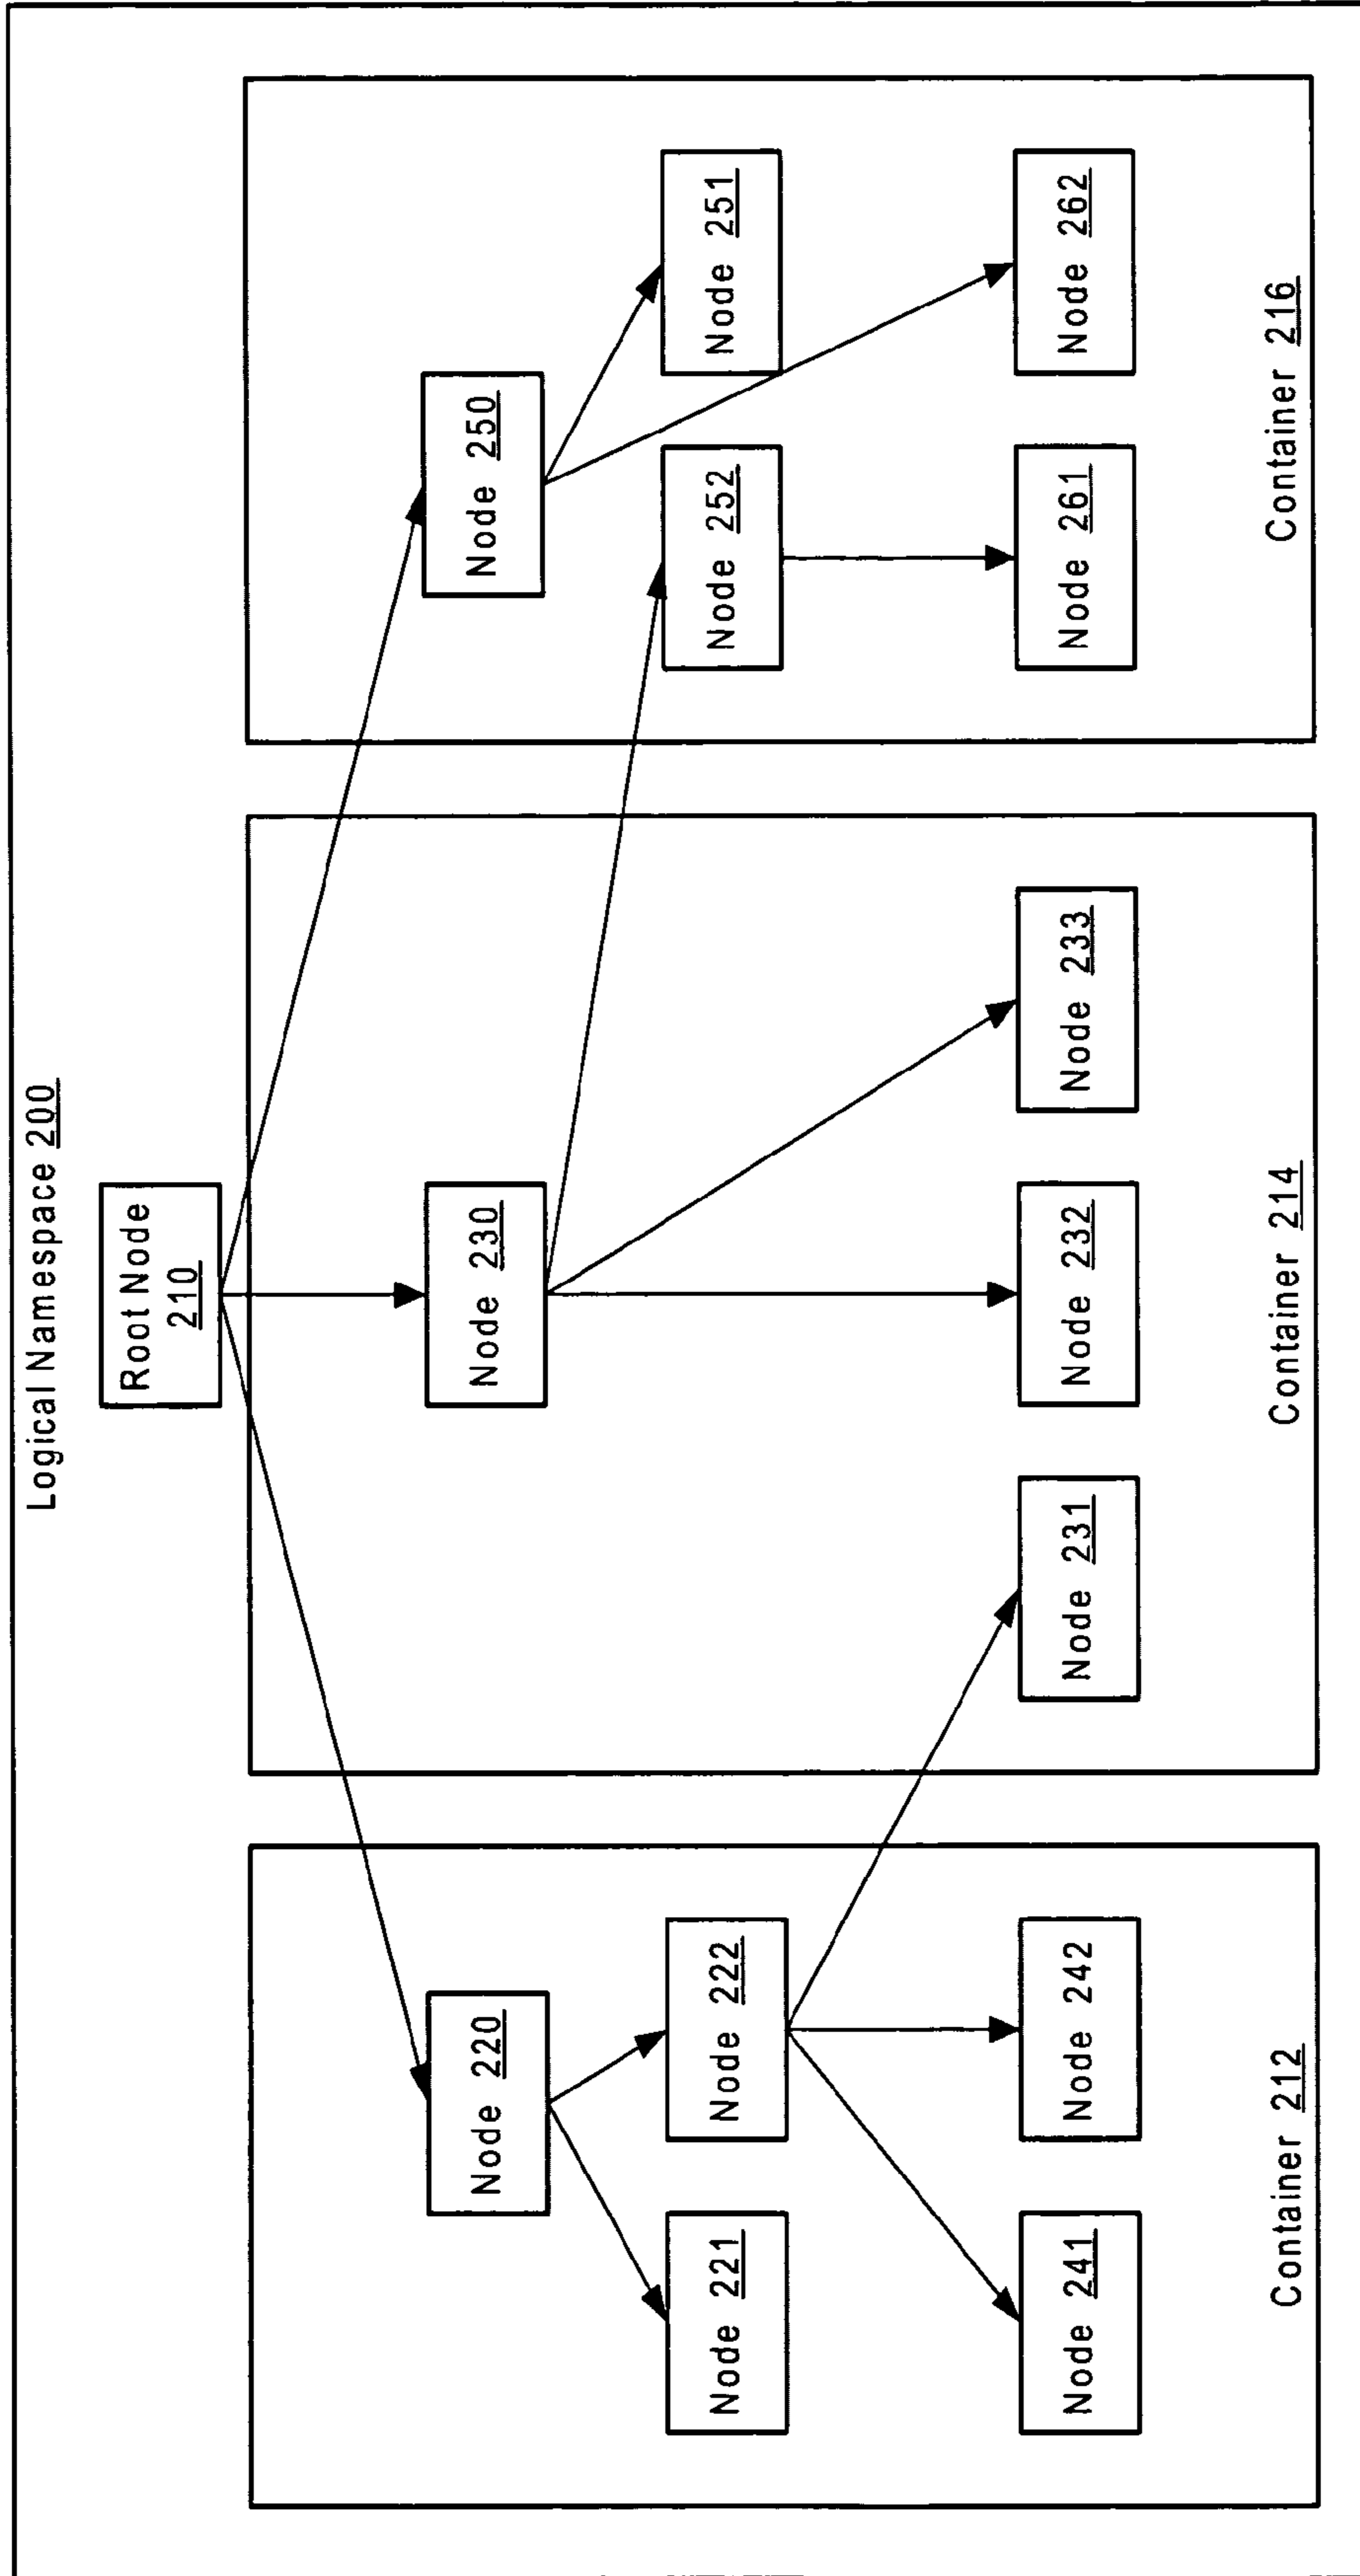 Logical Namespace 200
Root Node
210
Node 220
Node 230
Node 250
Node 221
Node 222
Node 252
Node 251
Node 241
Node 242
Node 231
Node 232
Node 233
Node 261
Node 262
Container 212
Container 214
Container 216